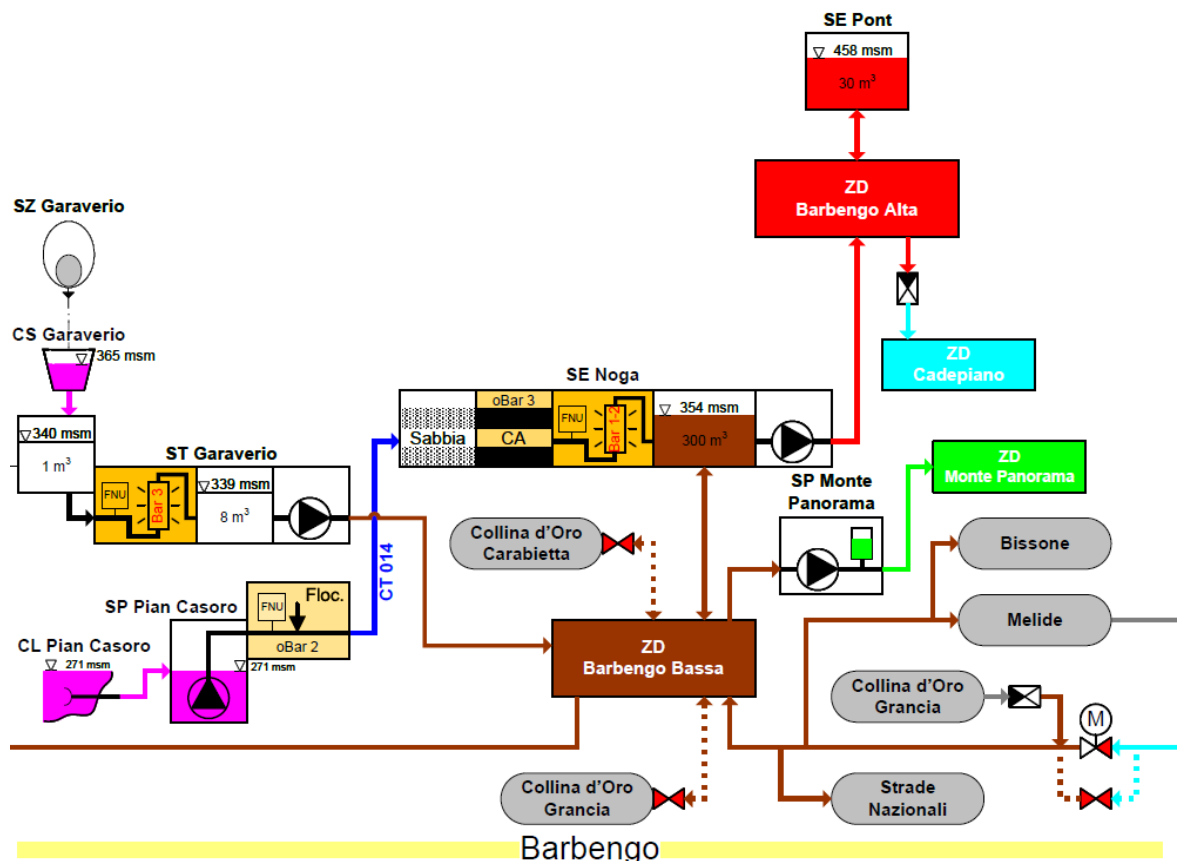 SE Pont
458 msm
30 m³
ZD
Barbengo Alta
SZ Garaverio
CS Garaverio
365 msm
ZD
Cadepiano
SE Noga
oBar 3
Sabbia
CA
FNU
Bar 1-2
354 msm
300 m³
340 msm
1 m³
ST Garaverio
FNU
Bar 3
339 msm
8 m³
SP Monte
Panorama
ZD
Monte Panorama
Collina d'Oro
Carabietta
Bissone
CT 014
SP Pian Casoro
FNU
Floc.
oBar 2
Melide
CL Pian Casoro
271 msm
271 msm
ZD
Barbengo Bassa
Collina d'Oro
Grancia
M
Collina d'Oro
Grancia
Strade
Nazionali
Barbengo